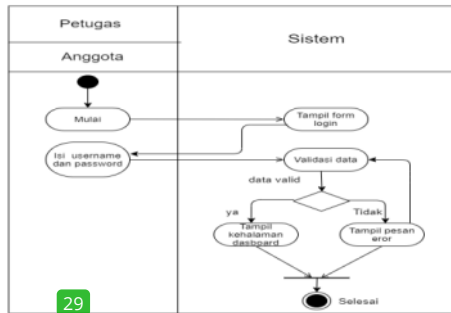 Petugas
Anggota
Sistem
Mulai
Tampil form
login
Isi username
dan password
Validasi data
data valid
ya
Tidak
Tampil
kehalaman
dasboard
Tampil pesan
eror
Selesai
29